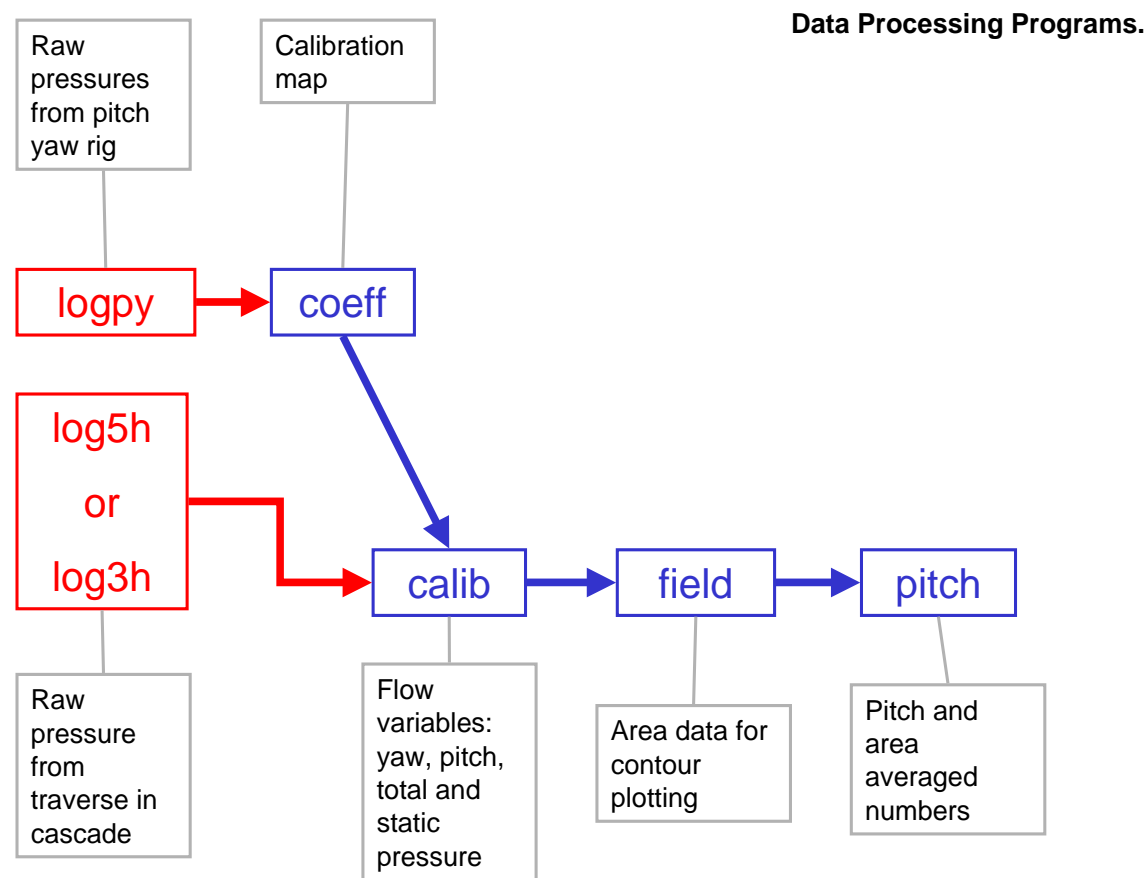 Data Processing Programs.
Raw
pressures
from pitch
yaw rig
Calibration
map
logpy
coeff
log5h
or
log3h
calib
field
pitch
Raw
pressure
from
traverse in
cascade
Flow
variables:
yaw, pitch,
total and
static
pressure
Area data for
contour
plotting
Pitch and
area
averaged
numbers